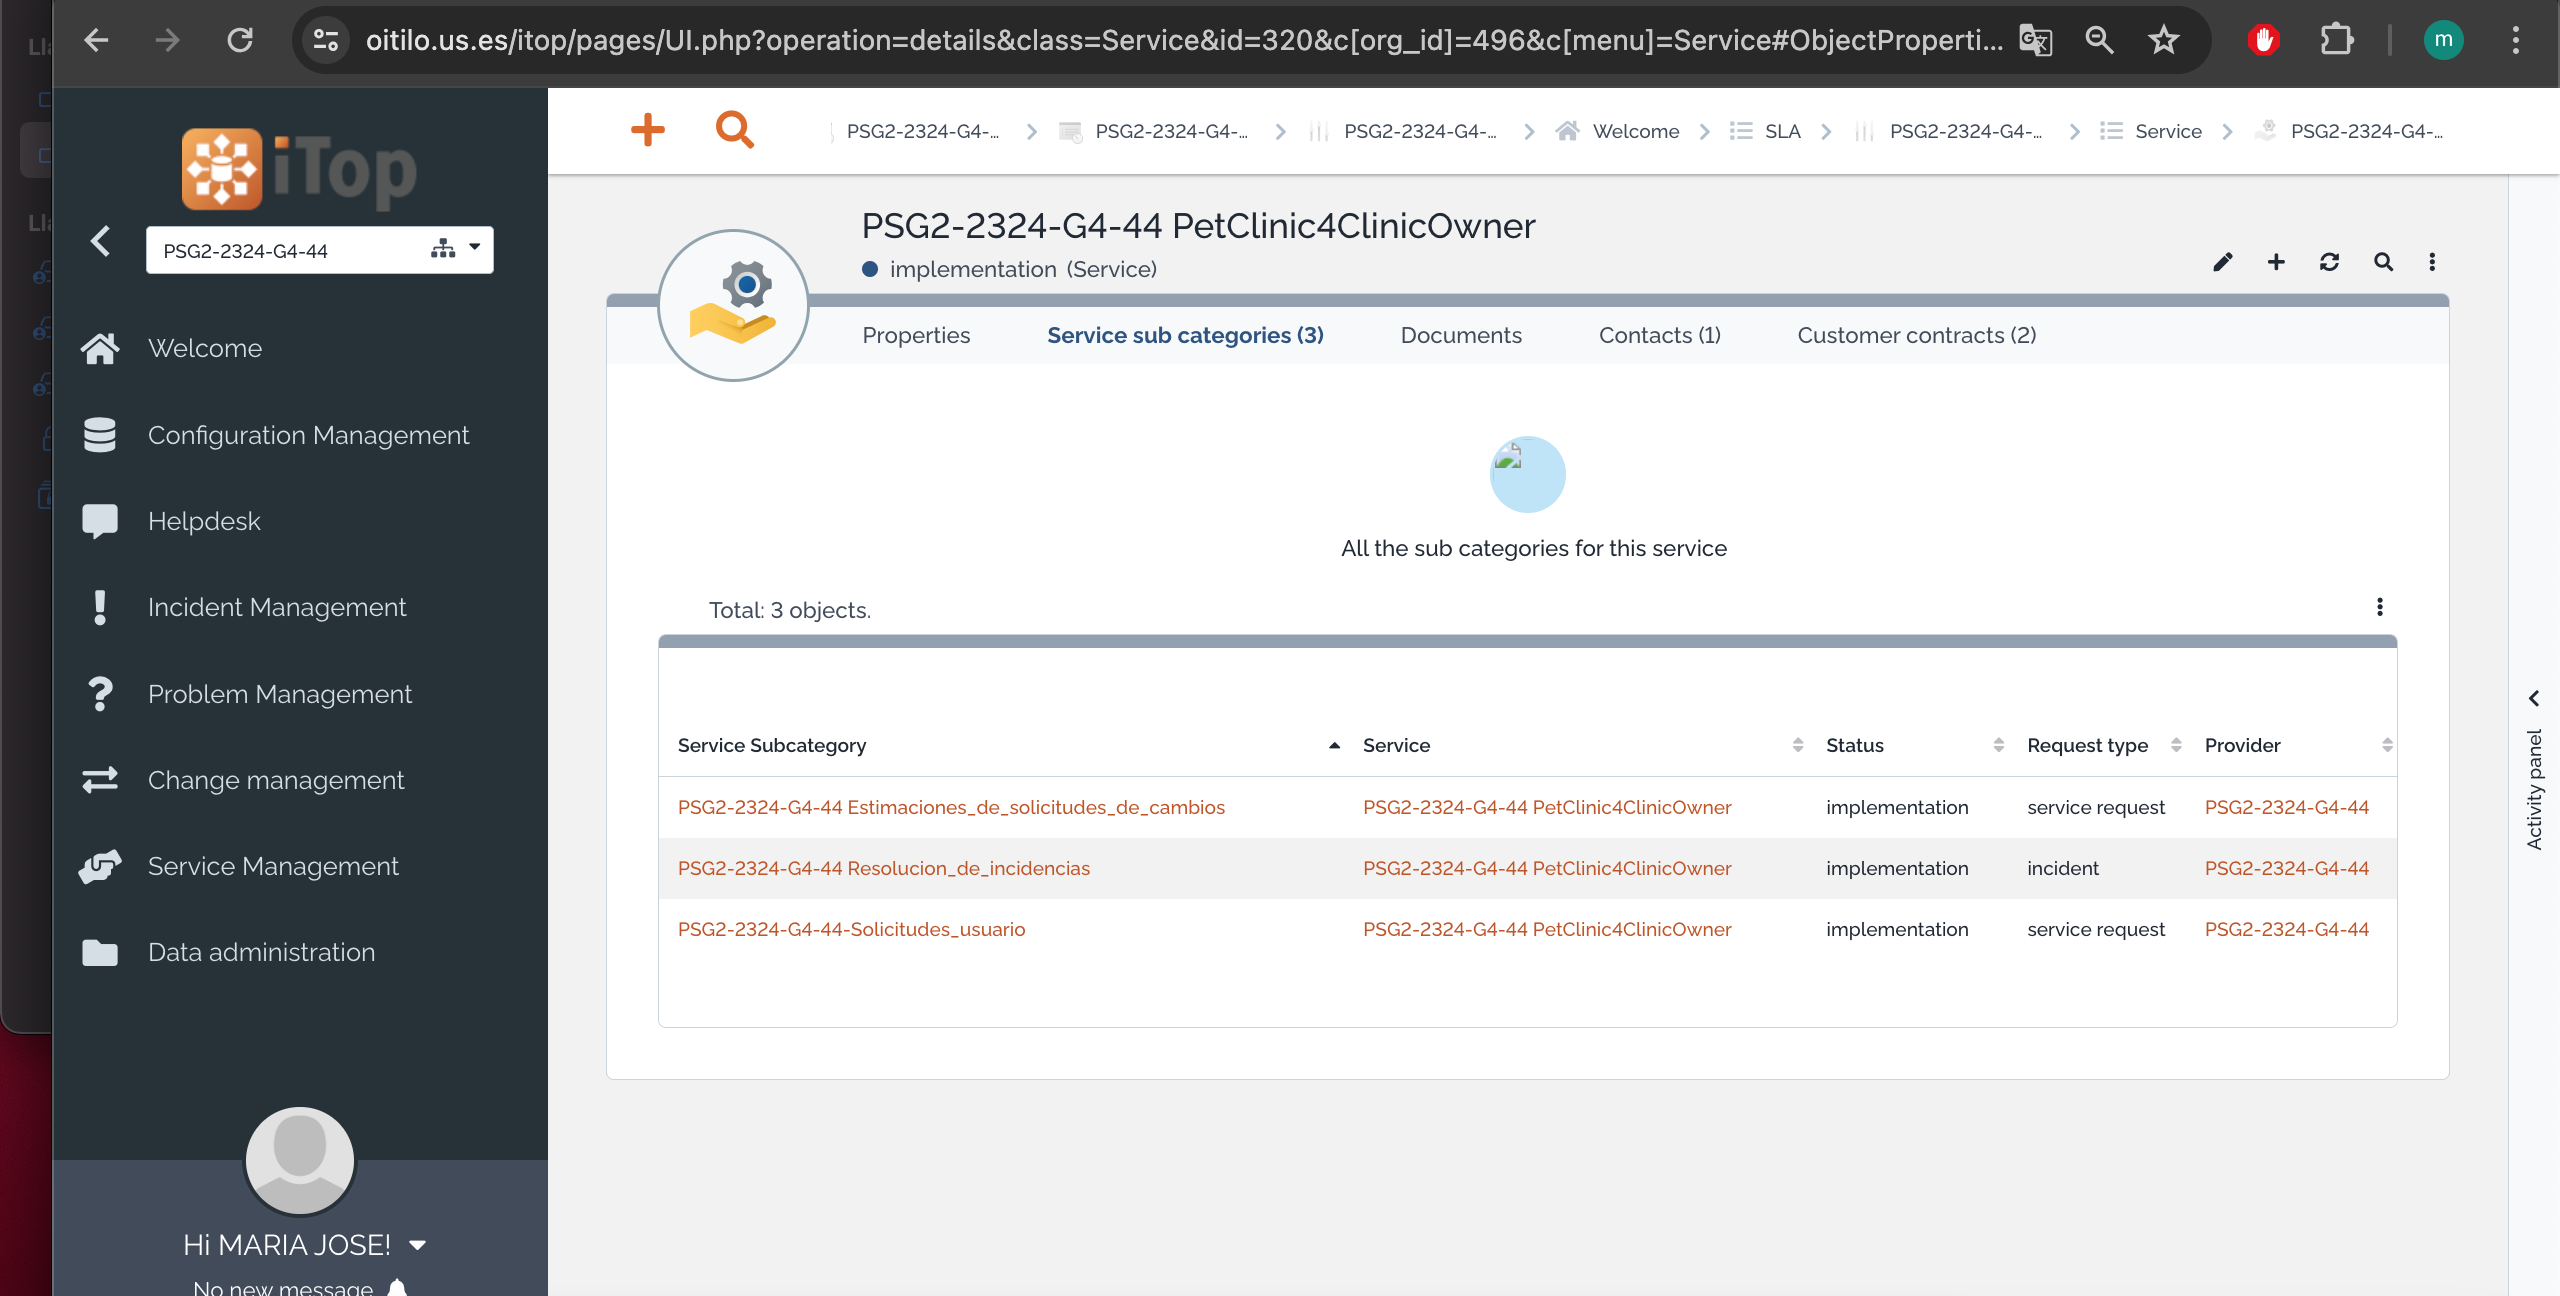 oitilo.us.es/itop/pages/UI.php?operation=details&class=Service&id=320&c[org_id]=496&c[menu]=Service#ObjectProperti...
m
iTop
PSG2-2324-G4-44
Welcome
Configuration Management
Helpdesk
Incident Management
Problem Management
Change management
Service Management
Data administration
Hi MARIA JOSE!
No new message
PSG2-2324-G4-... PSG2-2324-G4-... PSG2-2324-G4-... Welcome SLA PSG2-2324-G4-... Service PSG2-2324-G4-...
PSG2-2324-G4-44 PetClinic4ClinicOwner
implementation (Service)
Properties Service sub categories (3) Documents Contacts (1) Customer contracts (2)
All the sub categories for this service
Total: 3 objects.
Service Subcategory Service Status Request type Provider
PSG2-2324-G4-44 Estimaciones_de_solicitudes_de_cambios PSG2-2324-G4-44 PetClinic4ClinicOwner implementation service request PSG2-2324-G4-44
PSG2-2324-G4-44 Resolucion_de_incidencias PSG2-2324-G4-44 PetClinic4ClinicOwner implementation incident PSG2-2324-G4-44
PSG2-2324-G4-44-Solicitudes_usuario PSG2-2324-G4-44 PetClinic4ClinicOwner implementation service request PSG2-2324-G4-44
Activity panel